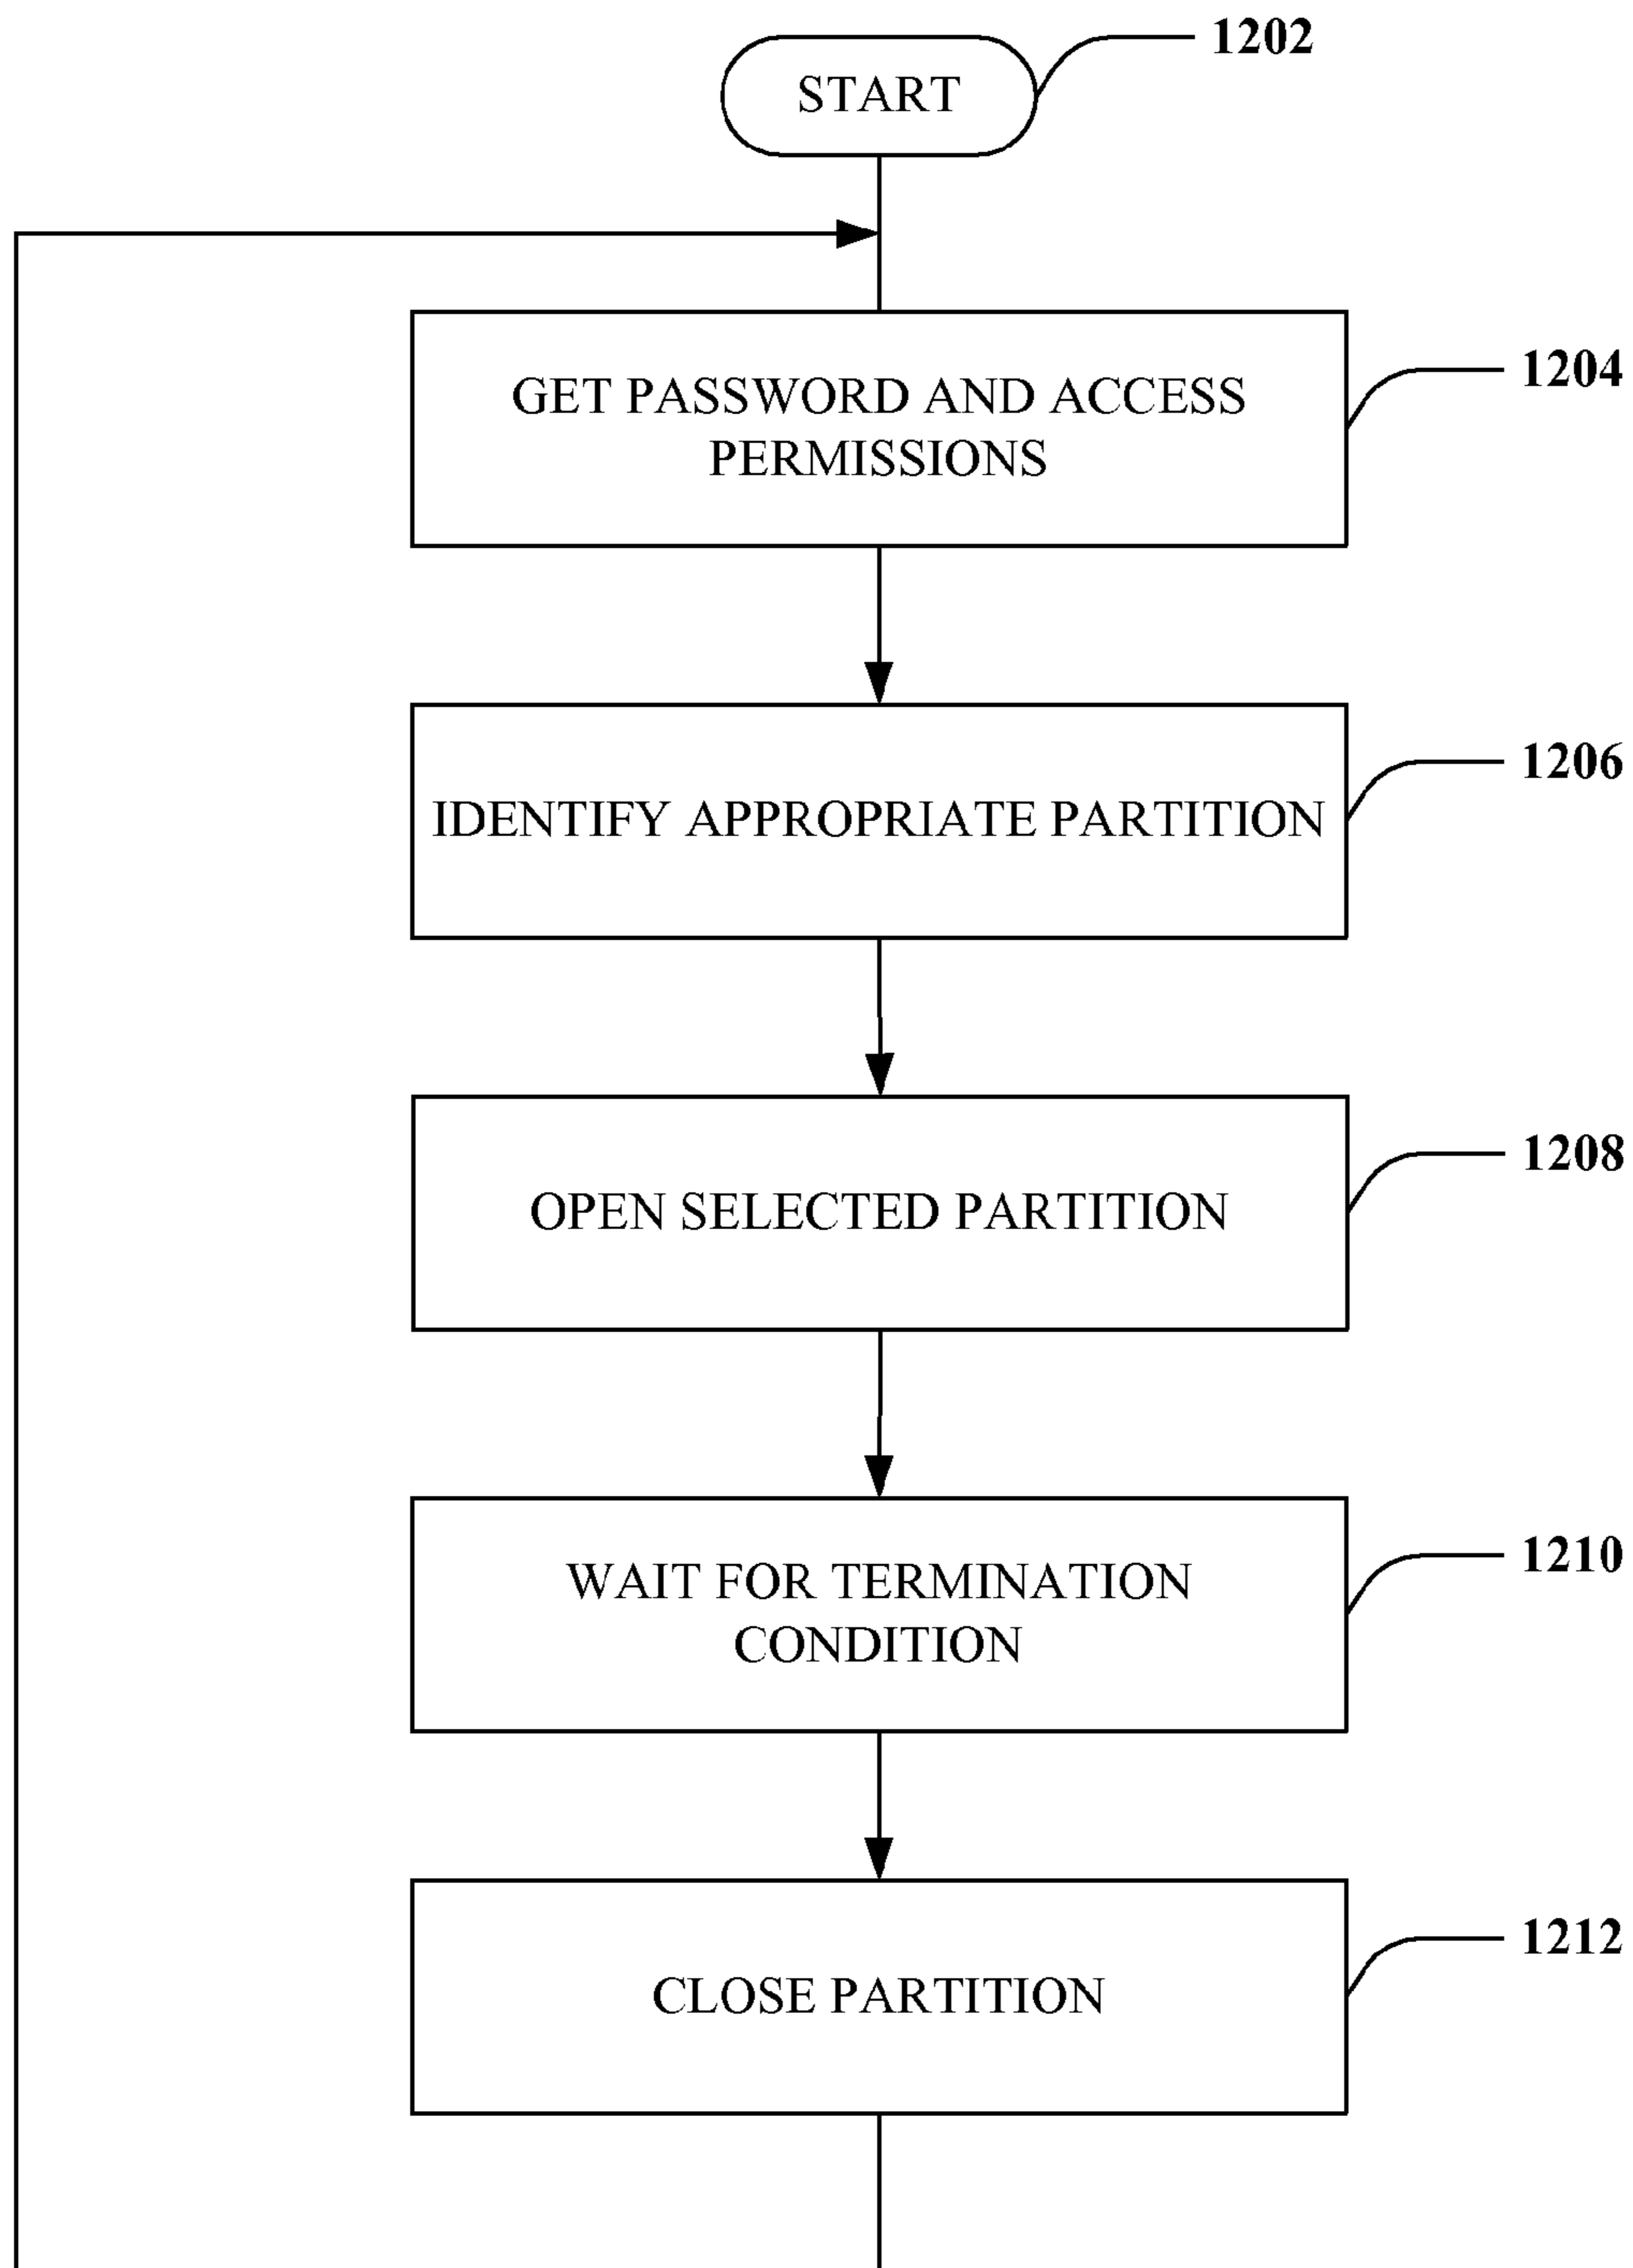 1202
START
1204
GET PASSWORD AND ACCESS
PERMISSIONS
1206
IDENTIFY APPROPRIATE PARTITION
1208
OPEN SELECTED PARTITION
1210
WAIT FOR TERMINATION
CONDITION
1212
CLOSE PARTITION